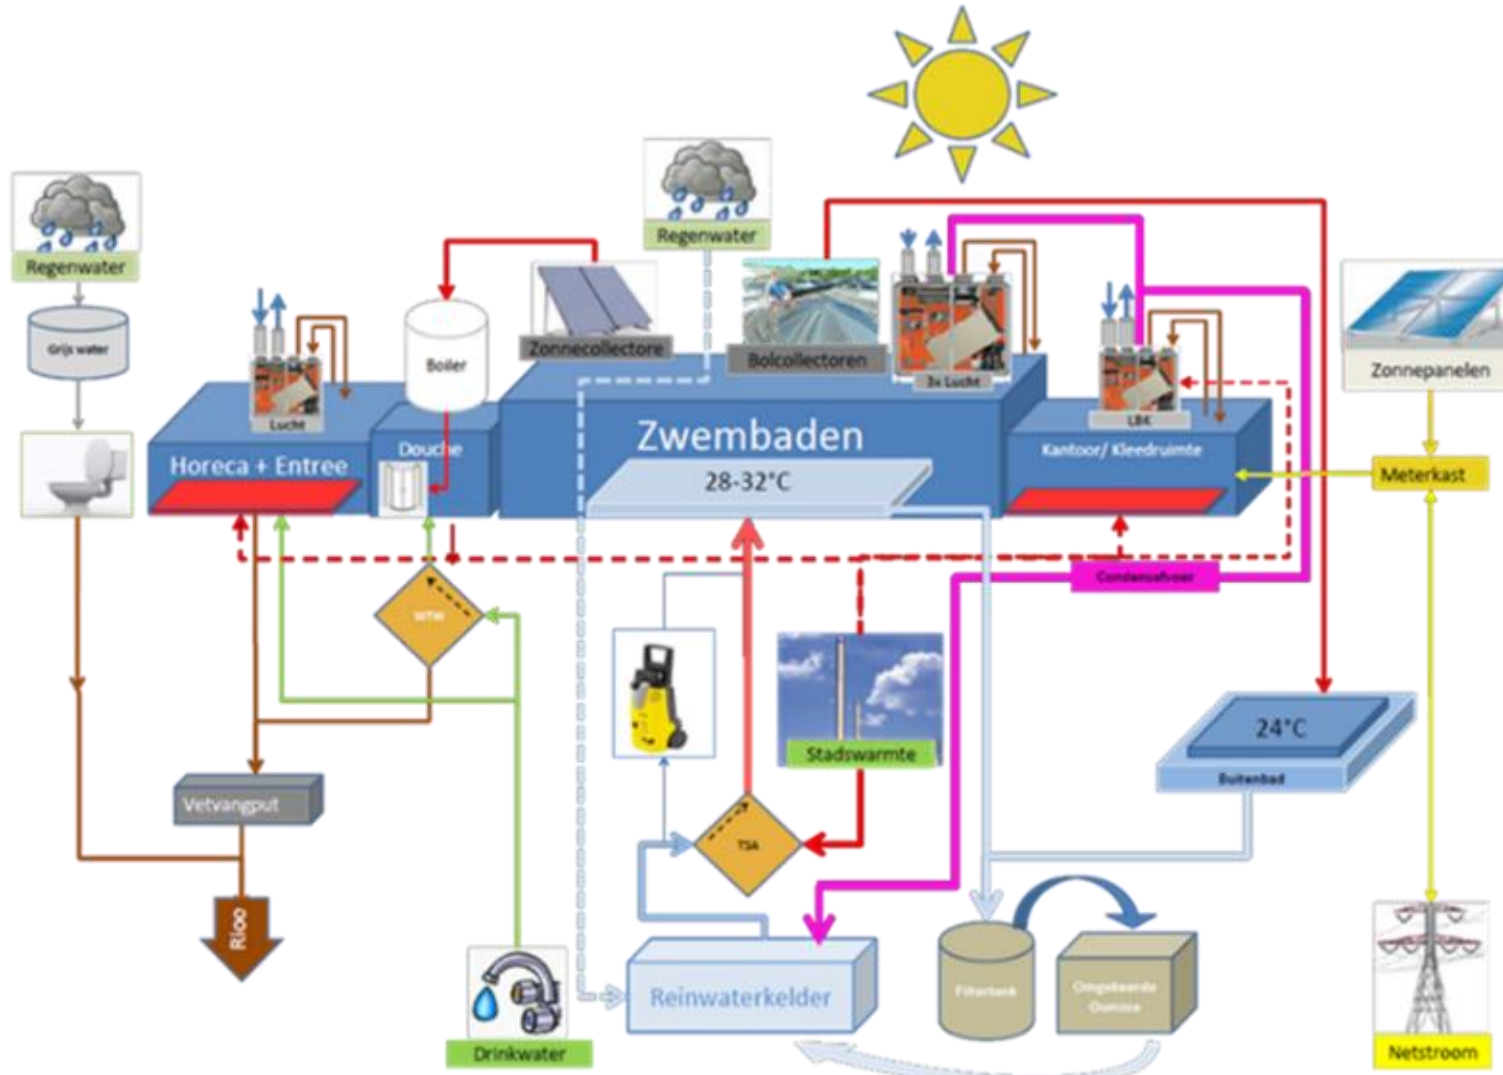 Regenwater
Regenwater
Grijs water
Boiler
Zonnecollectore
Bolcollectoren
3x Lucht
Lucht
LBK
Zonnepanelen
Horeca + Entree
Douche
Zwembaden
28-32°C
Kantoor/ Kleedruimte
Meterkast
Condensafvoer
WTW
Stadswarmte
24°C
Buitenbad
Vetvangput
TSA
Rioo
Reinwaterkelder
Filtertank
Omgekeerde
Osmose
Drinkwater
Netstroom